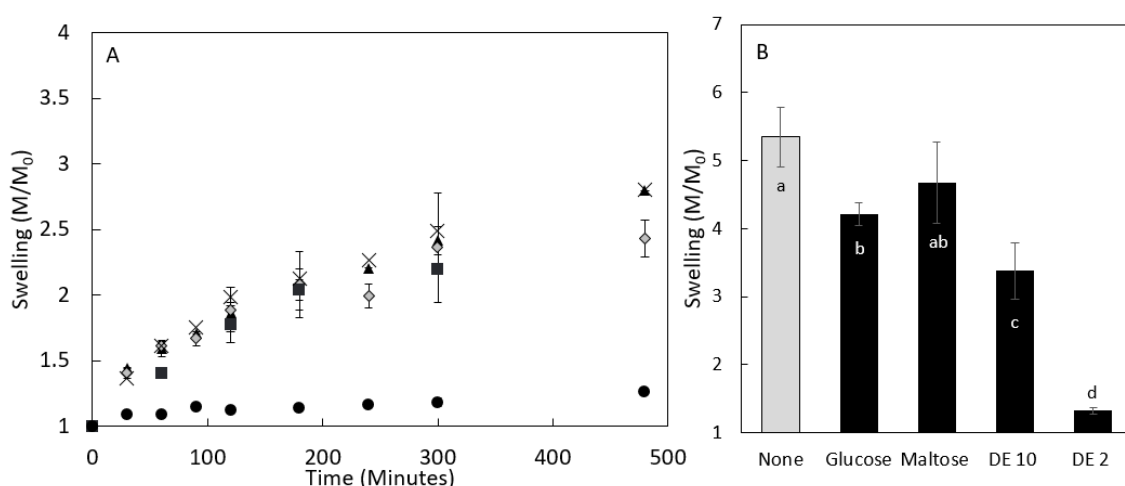 A
Swelling (M/M₀)
4
3.5
3
2.5
2
1.5
1
0 100 200 300 400 500
Time (Minutes)
B
Swelling (M/M₀)
7
6
5
4
3
2
1
a
b
ab
c
d
None Glucose Maltose DE 10 DE 2